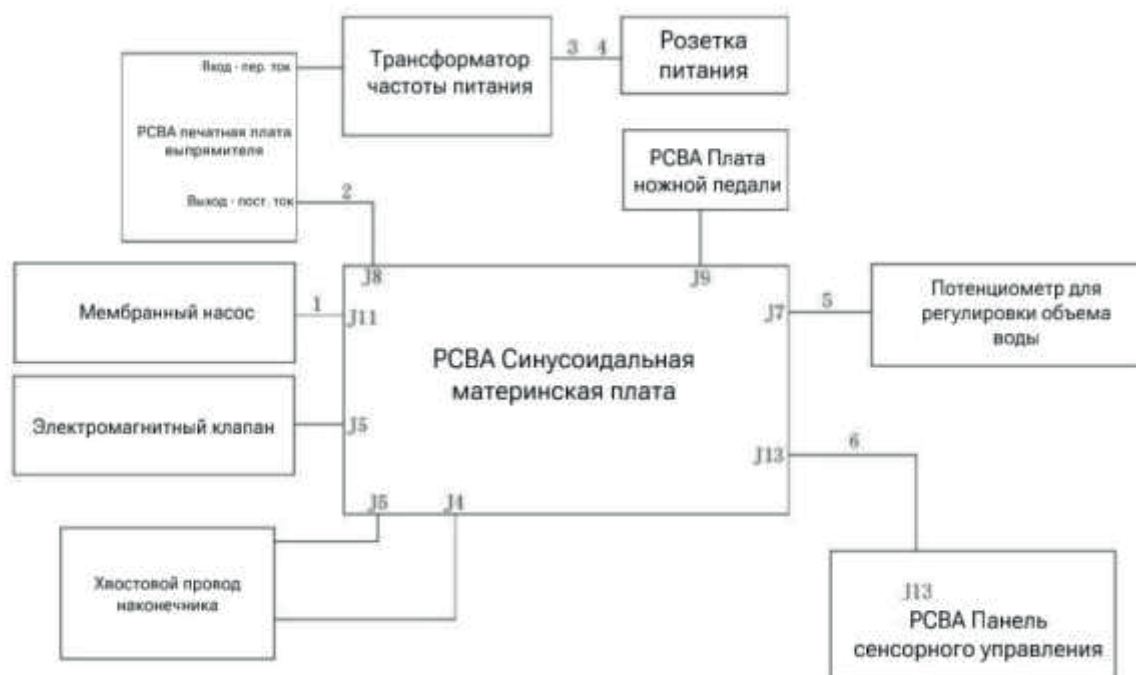 Вход - пер. ток
Трансформатор
частоты питания
3 4
Розетка
питания
РСВА печатная плата
выпрямителя
Выход - пост. ток
2
РСВА Плата
ножной педали
J8
J9
Мембранный насос
1
J11
J7
5
Потенциометр для
регулировки объема
воды
РСВА Синусоидальная
материнская плата
Электромагнитный клапан
J5
J13
6
J5
J4
Хвостовой провод
наконечника
J13
РСВА Панель
сенсорного управления